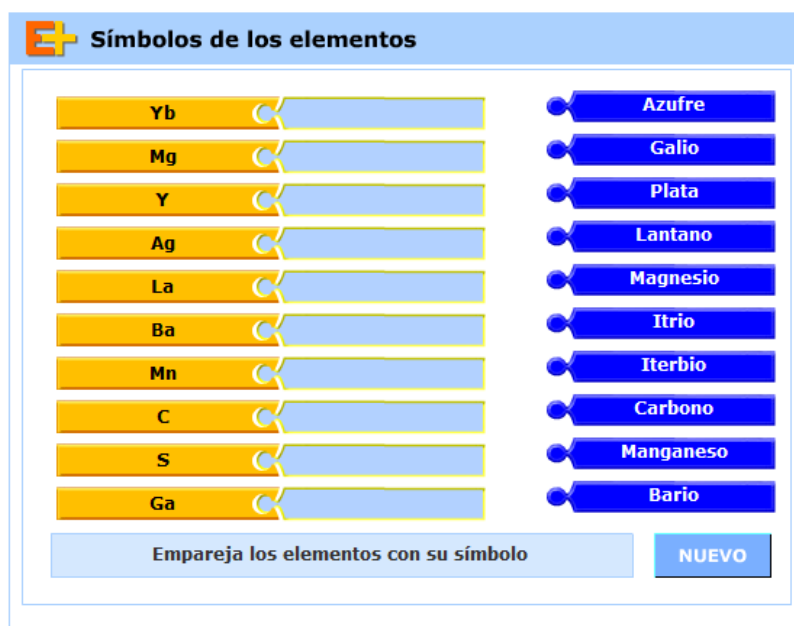 E+ Símbolos de los elementos
Yb
Mg
Y
Ag
La
Ba
Mn
C
S
Ga
Azufre
Galio
Plata
Lantano
Magnesio
Itrio
Iterbio
Carbono
Manganeso
Bario
Empareja los elementos con su símbolo
NUEVO